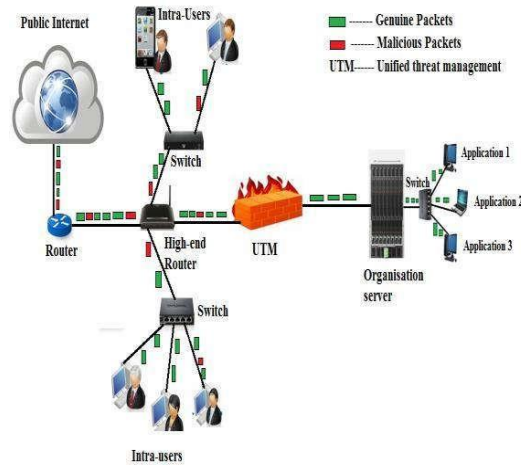 Public Internet
Intra-Users
------- Genuine Packets
------- Malicious Packets
UTM------ Unified threat management
Switch
Application 1
Switch
Application 2
Application 3
Router
High-end
Router
UTM
Organisation
server
Switch
Intra-users